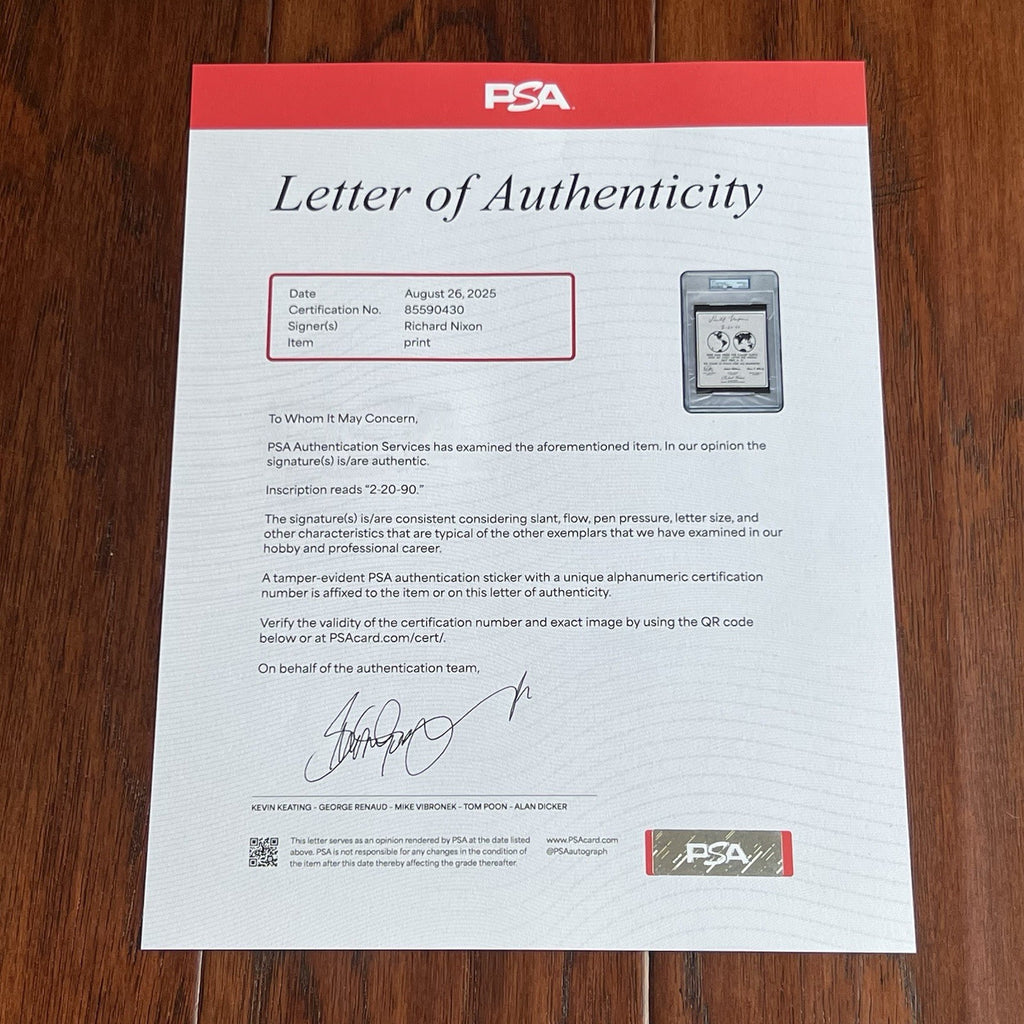 PSA
Letter of Authenticity
Date August 26, 2025
Certification No. 85590430
Signer(s) Richard Nixon
Item print
To Whom It May Concern,
PSA Authentication Services has examined the aforementioned item. In our opinion the
signature(s) is/are authentic.
Inscription reads “2-20-90.”
The signature(s) is/are consistent considering slant, flow, pen pressure, letter size, and
other characteristics that are typical of the other exemplars that we have examined in our
hobby and professional career.
A tamper-evident PSA authentication sticker with a unique alphanumeric certification
number is affixed to the item or on this letter of authenticity.
Verify the validity of the certification number and exact image by using the QR code
below or at PSAcard.com/cert/.
On behalf of the authentication team,
KEVIN KEATING - GEORGE RENAUD - MIKE VIBRONEK - TOM POON - ALAN DICKER
This letter serves as an opinion rendered by PSA at the date listed
above. PSA is not responsible for any changes in the condition of
the item after this date thereby affecting the grade thereafter.
www.PSAcard.com
@PSAautograph
PSA